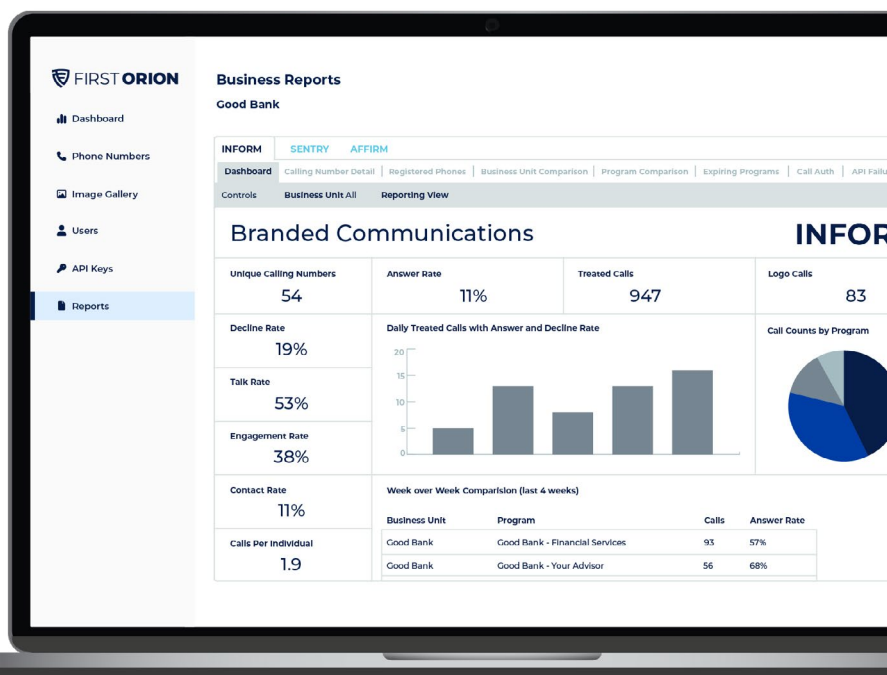 FIRST ORION
Dashboard
Phone Numbers
Image Gallery
Users
API Keys
Reports
Business Reports
Good Bank
INFORM SENTRY AFFIRM
Dashboard Calling Number Detail Registered Phones Business Unit Comparison Program Comparison Expiring Programs Call Auth API
Controls Business Unit All Reporting View
Branded Communications
Unique Calling Numbers
54
Answer Rate
11%
Treated Calls
947
Logo Calls
83
Decline Rate
19%
Talk Rate
53%
Engagement Rate
38%
Contact Rate
11%
Calls Per Individual
1.9
Daily Treated Calls with Answer and Decline Rate
20
15
10
5
0
Call Counts by Program
Week over Week Comparision (last 4 weeks)
Business Unit Program Calls Answer Rate
Good Bank Good Bank - Financial Services 93 57%
Good Bank Good Bank - Your Advisor 56 68%